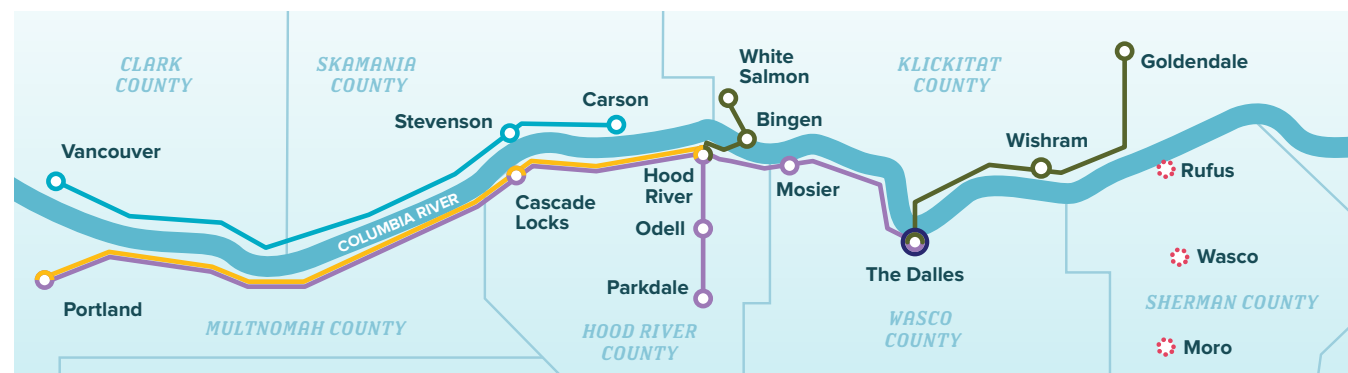 CLARK
COUNTY
SKAMANIA
COUNTY
White
Salmon
KLICKITAT
COUNTY
Goldendale
Carson
Stevenson
Bingen
Wishram
Vancouver
Rufus
Hood
River
Mosier
Cascade
Locks
COLUMBIA RIVER
Odell
Wasco
The Dalles
Parkdale
Portland
SHERMAN COUNTY
MULTNOMAH COUNTY
HOOD RIVER
COUNTY
WASCO
COUNTY
Moro